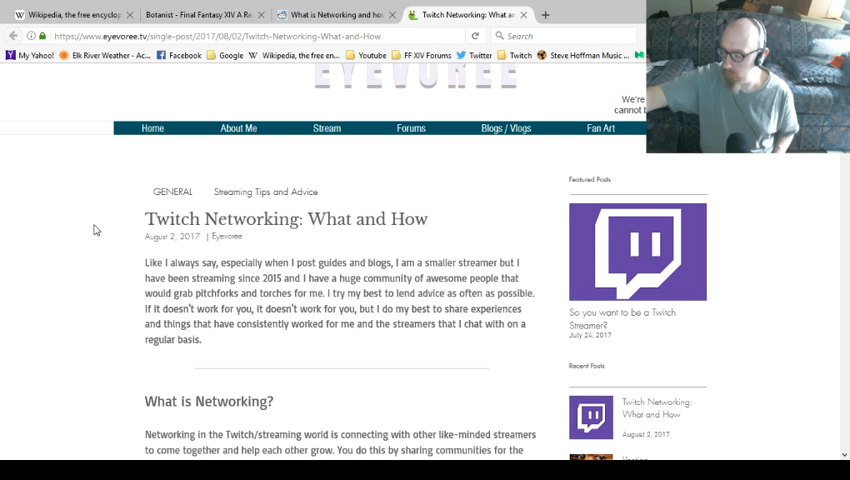 Wikipedia, the free encyclop
Botanist - Final Fantasy XIV A Re
What is Networking and ho
Twitch Networking: What an
https://www.eyevoree.tv/single-post/2017/08/02/Twitch-Networking-What-and-How
Search
My Yahoo!
Elk River Weather - Ac...
Facebook
Google
Wikipedia, the free en...
Youtube
FF XIV Forums
Twitter
Twitch
Steve Hoffman Music ...
EYEVOREE
We're
cannot b
Home
About Me
Stream
Forums
Blogs / Vlogs
Fan Art
GENERAL
Streaming Tips and Advice
Twitch Networking: What and How
August 2, 2017 | Eyevoree
Like I always say, especially when I post guides and blogs, I am a smaller streamer but I
have been streaming since 2015 and I have a huge community of awesome people that
would grab pitchforks and torches for me. I try my best to lend advice as often as possible.
If it doesn't work for you, it doesn't work for you, but I do my best to share experiences
and things that have consistently worked for me and the streamers that I chat with on a
regular basis.
What is Networking?
Networking in the Twitch/streaming world is connecting with other like-minded streamers
to come together and help each other grow. You do this by sharing communities for the
Featured Posts
So you want to be a Twitch
Streamer?
July 24, 2017
Recent Posts
Twitch Networking:
What and How
August 2, 2017